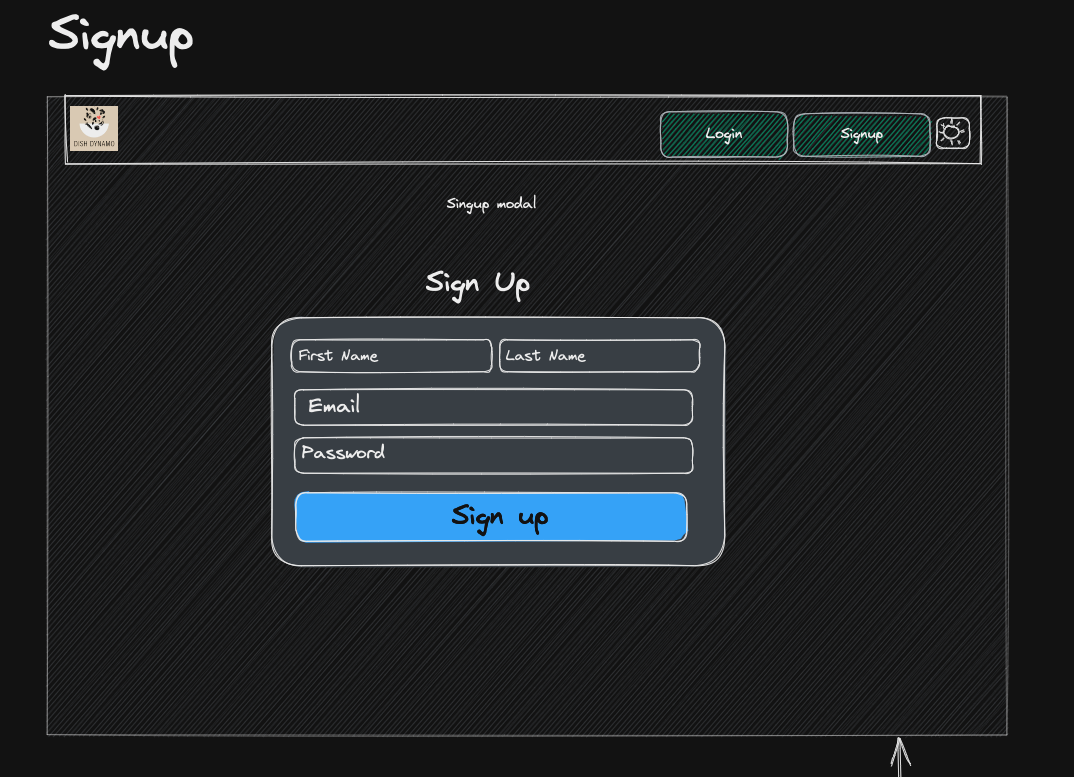 Signup
DISH DYNAMO
Login
Signup
Singup modal
Sign Up
First Name
Last Name
Email
Password
Sign up